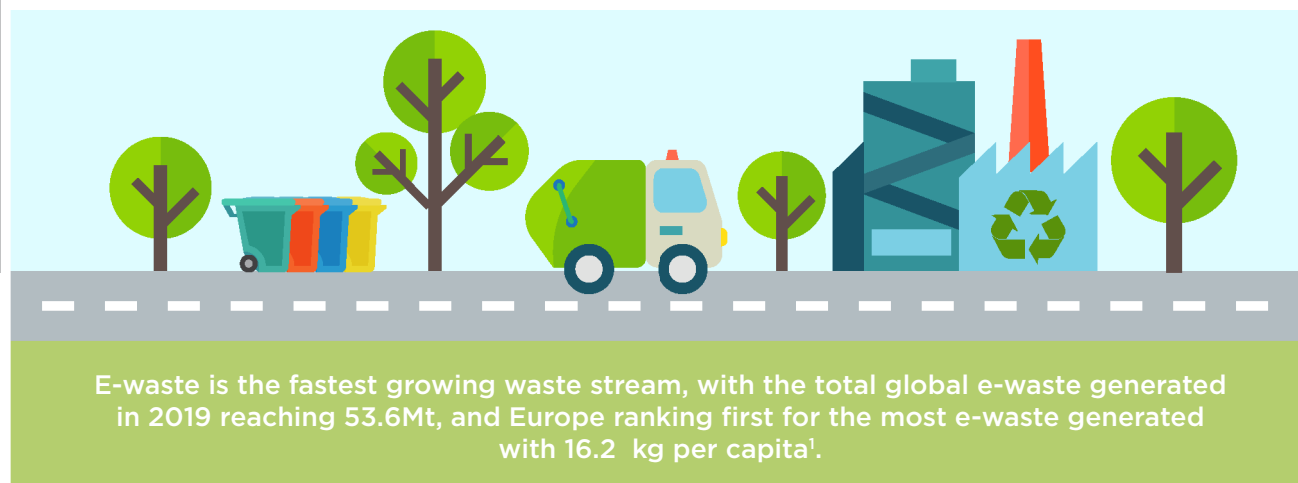 E-waste is the fastest growing waste stream, with the total global e-waste generated
in 2019 reaching 53.6Mt, and Europe ranking first for the most e-waste generated
with 16.2  kg per capita¹.